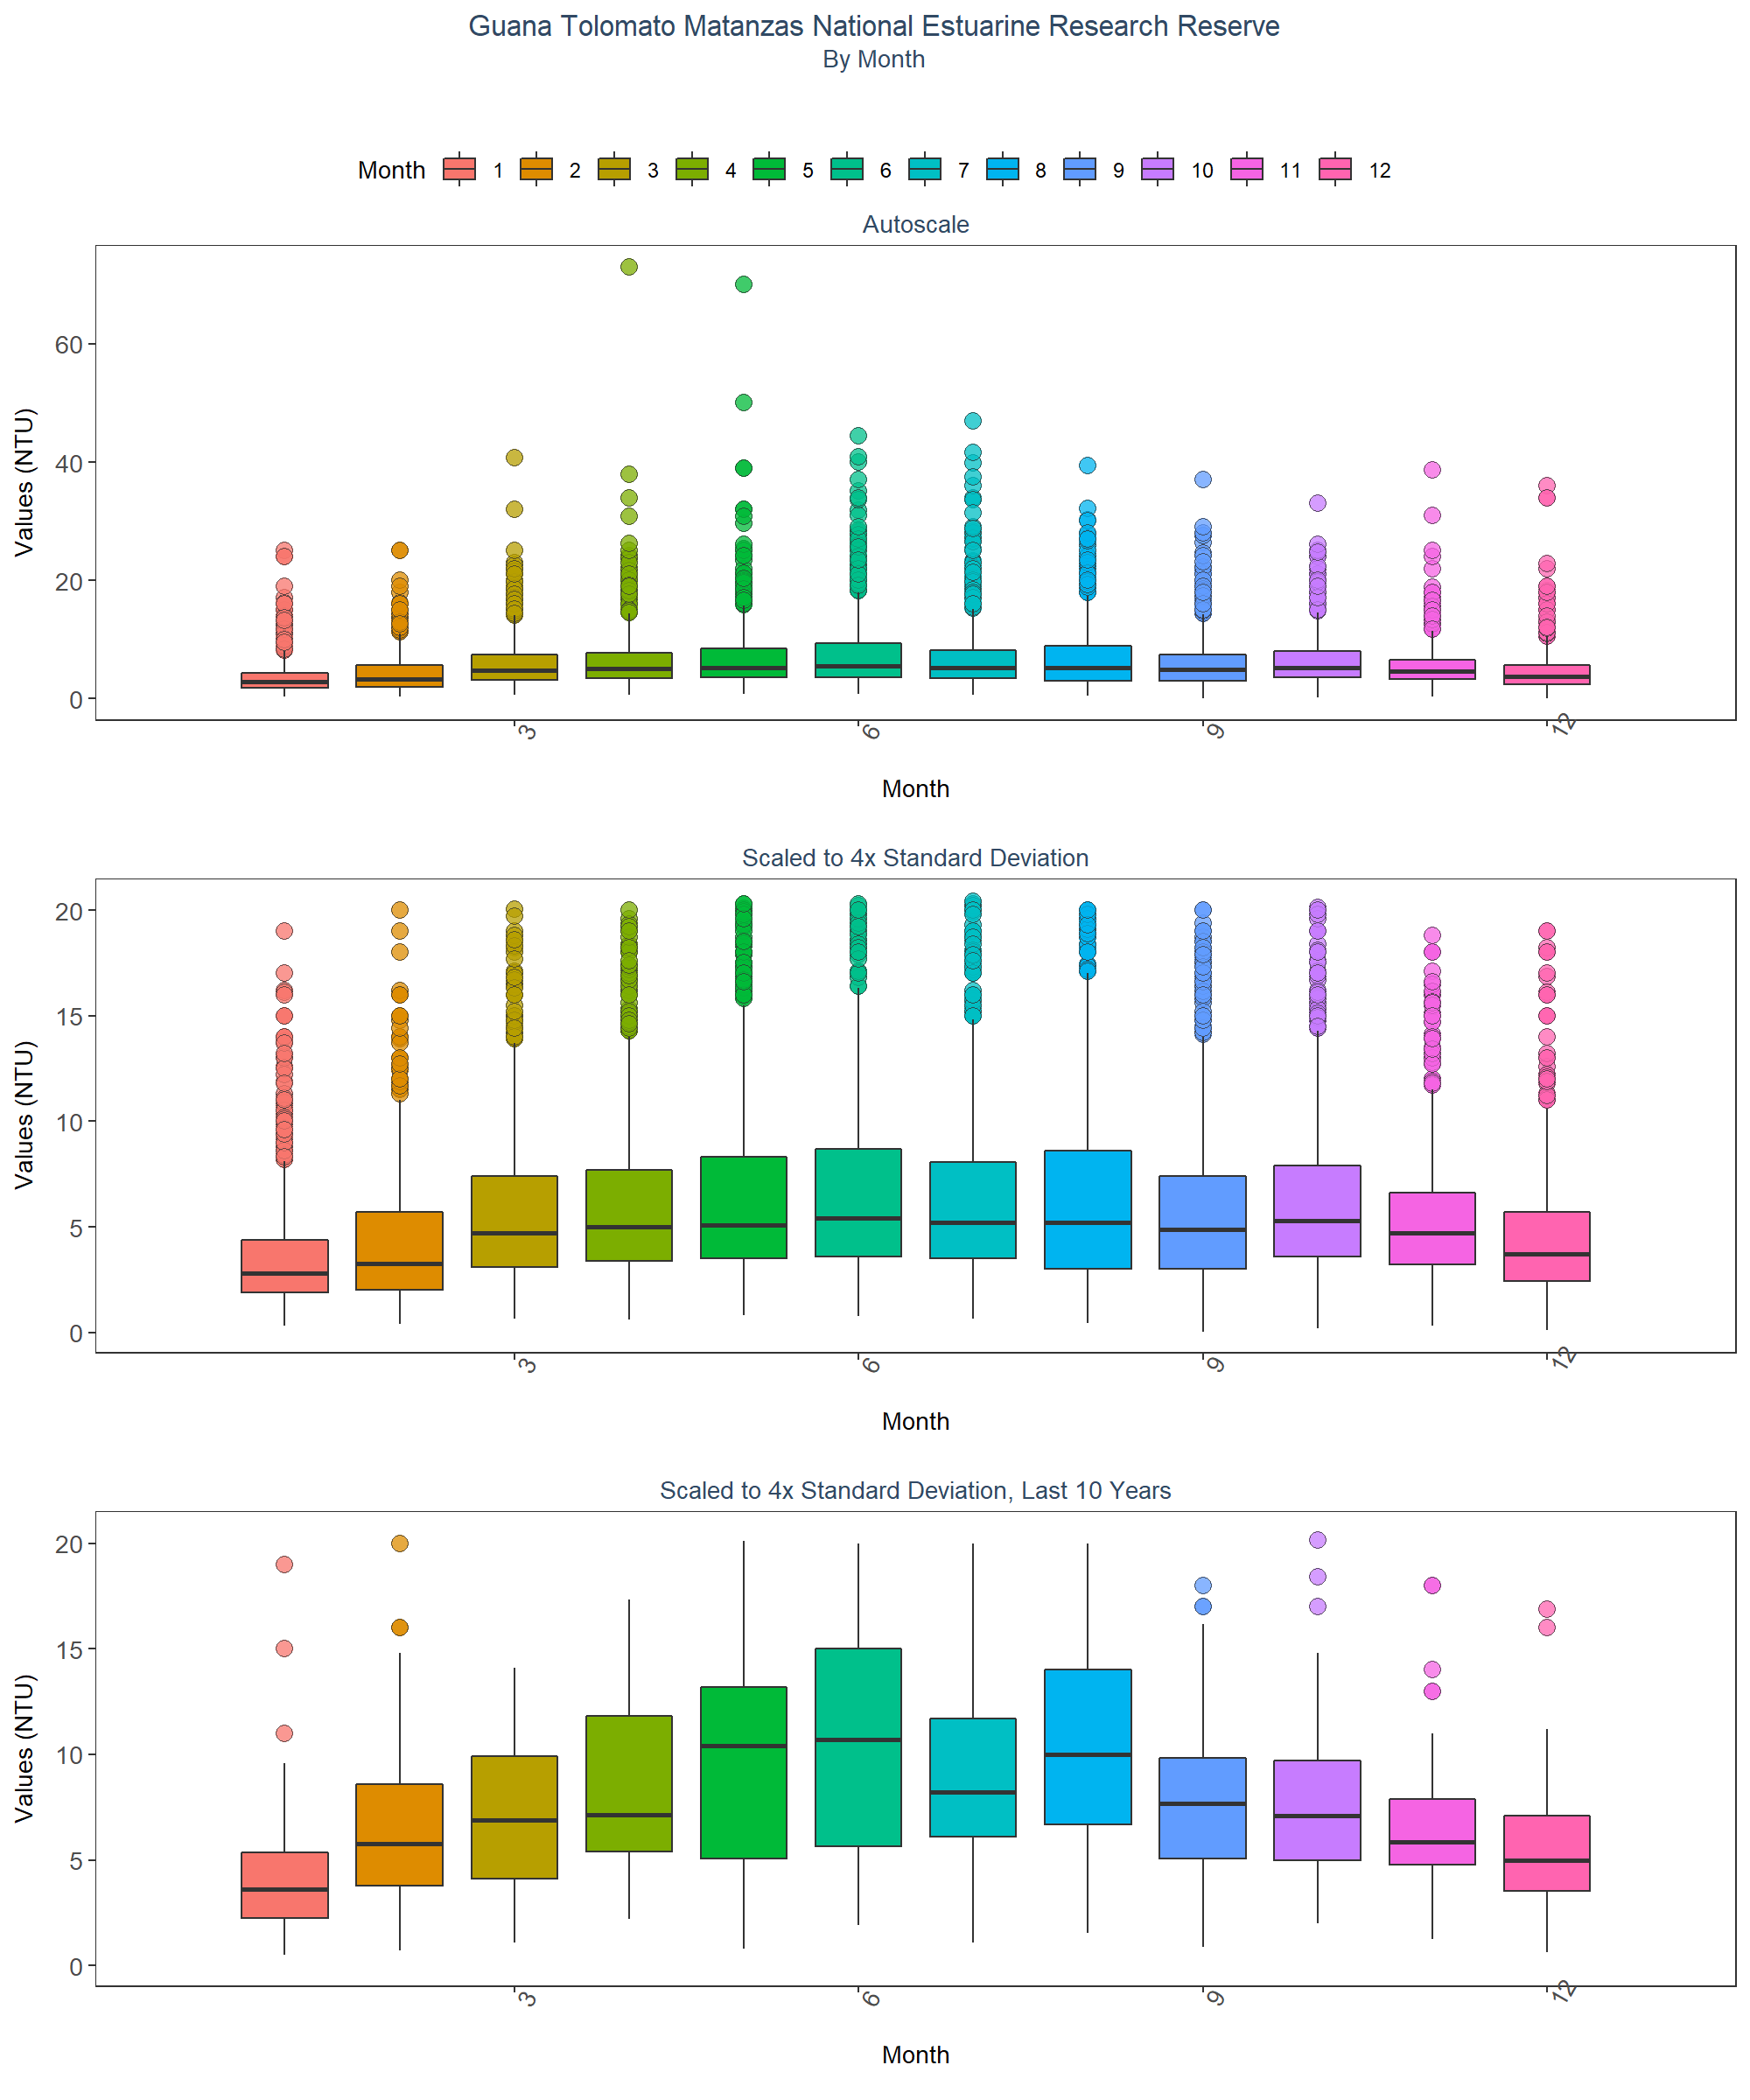 Guana Tolomato Matanzas National Estuarine Research Reserve
By Month
Month 1 2 3 4 5 6 7 8 9 10 11 12
Autoscale
Values (NTU)
60
40
20
0
3 6 9 12
Month
Scaled to 4x Standard Deviation
Values (NTU)
20
15
10
5
0
3 6 9 12
Month
Scaled to 4x Standard Deviation, Last 10 Years
Values (NTU)
20
15
10
5
0
3 6 9 12
Month